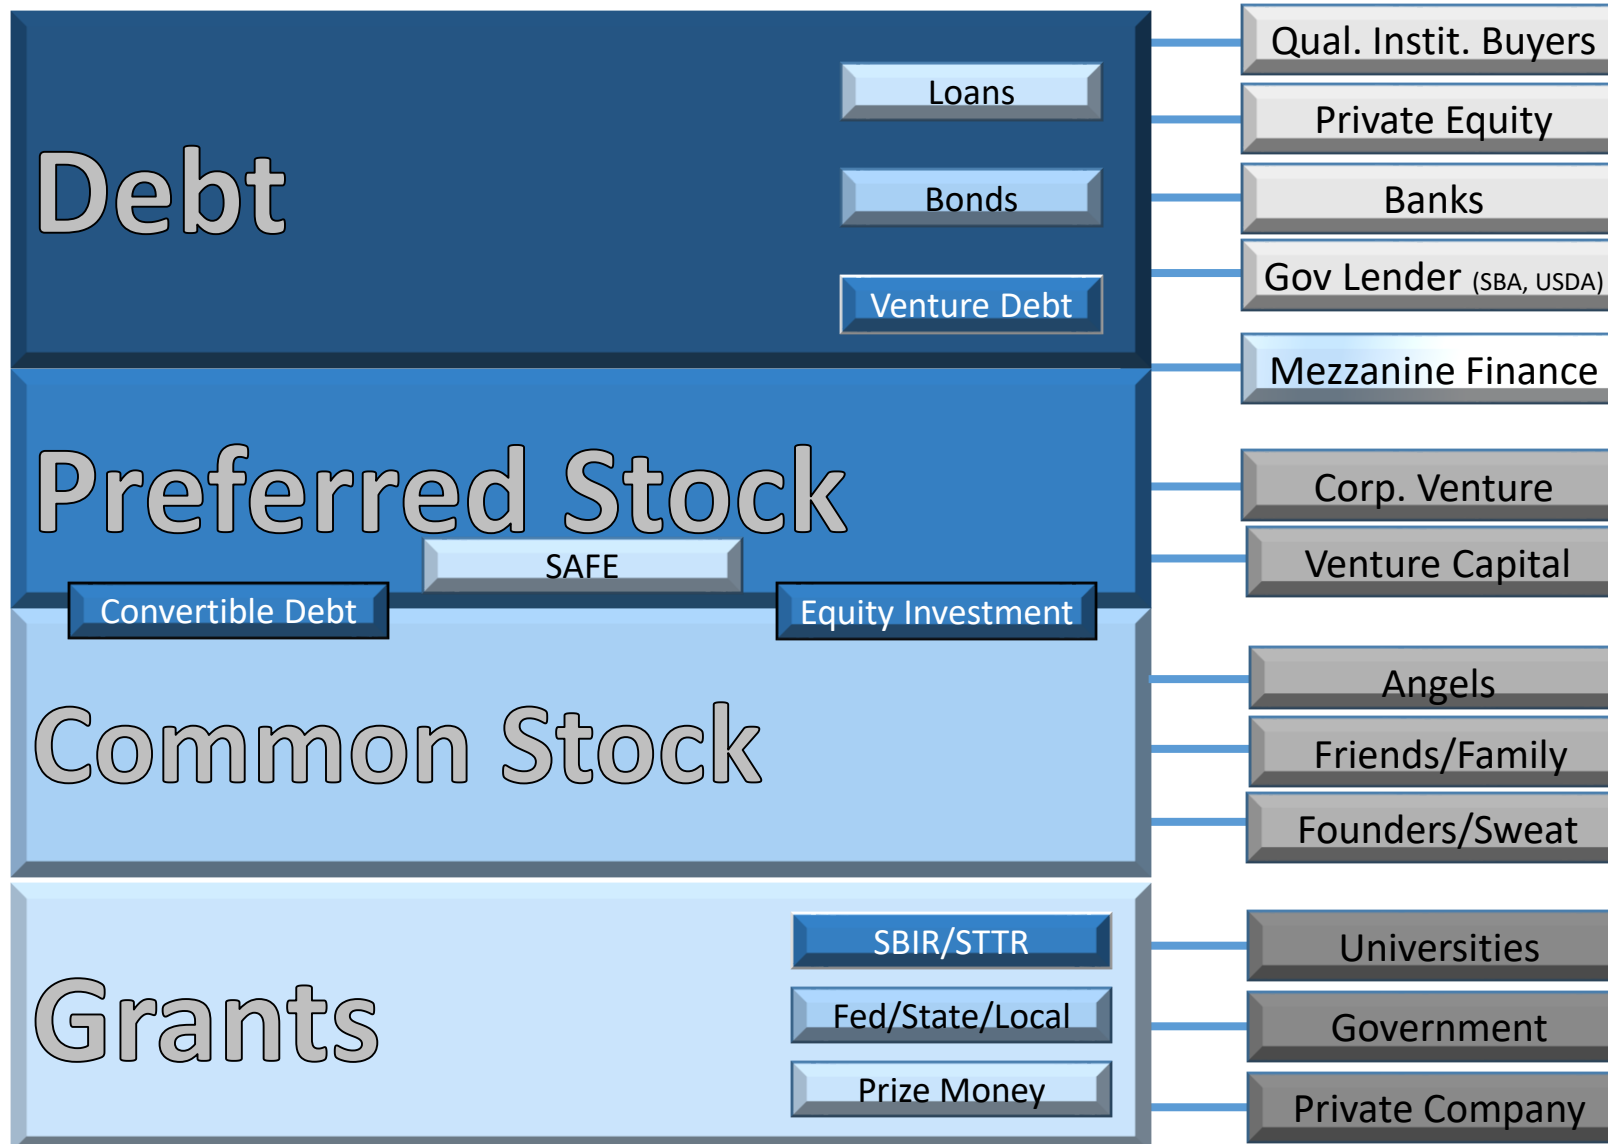 Debt
Loans
Bonds
Venture Debt
Qual. Instit. Buyers
Private Equity
Banks
Gov Lender (SBA, USDA)
Mezzanine Finance
Preferred Stock
SAFE
Convertible Debt
Equity Investment
Corp. Venture
Venture Capital
Common Stock
Angels
Friends/Family
Founders/Sweat
Grants
SBIR/STTR
Fed/State/Local
Prize Money
Universities
Government
Private Company